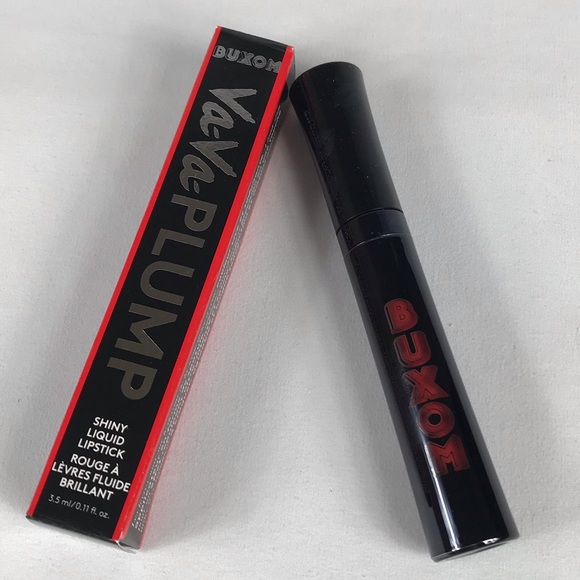 BUXOM
Va-Va-PLUMP
SHINY
LIQUID
LIPSTICK
ROUGE À
LÈVRES FLUIDE
BRILLANT
3.5 ml/0.11 fl. oz.
BUXOM